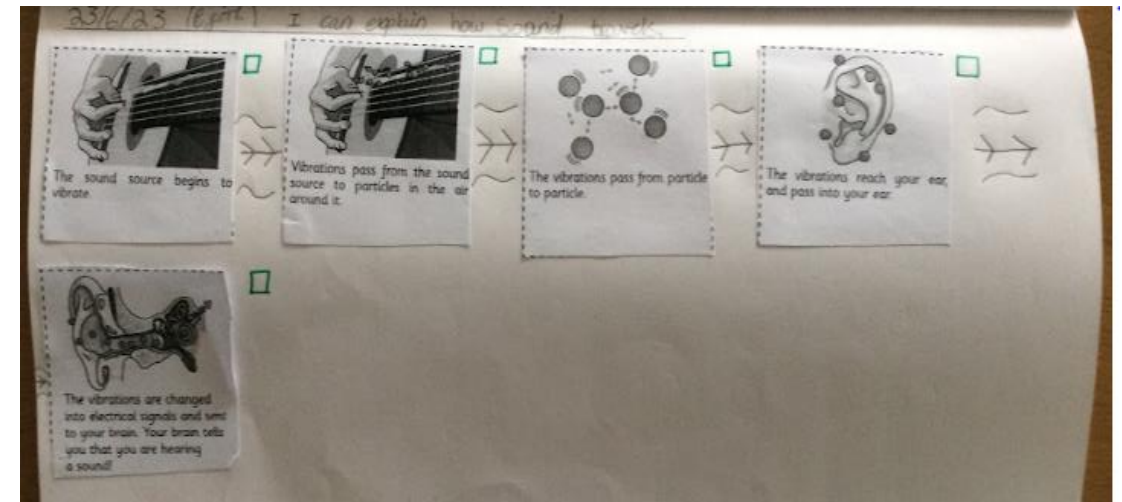 23/6/23 I can explain how sound travels.
The sound source begins to
vibrate.
Vibrations pass from the sound
source to particles in the air
around it.
The vibrations pass from particle
to particle.
The vibrations reach your ear,
and pass into your ear.
The vibrations are changed
into electrical signals and sent
to your brain. Your brain tells
you that you are hearing
a sound!